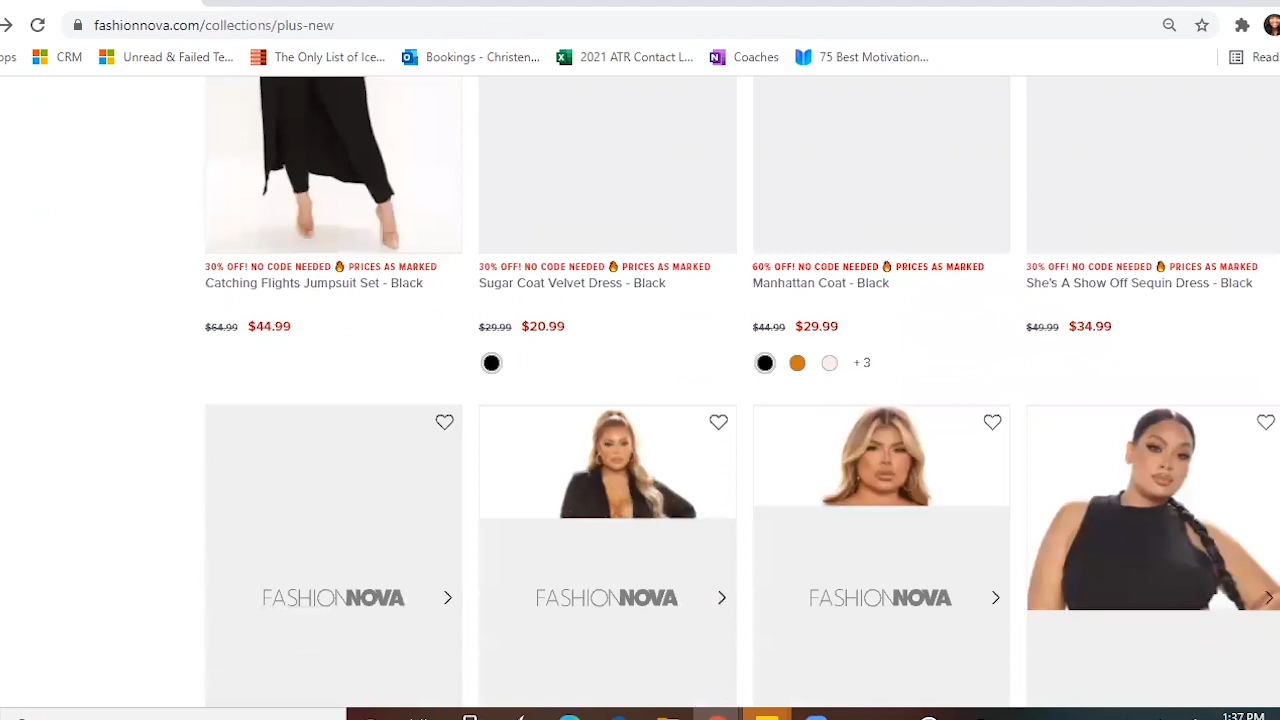 fashionnova.com/collections/plus-new
CRM
Unread & Failed Te...
The Only List of Ice...
Bookings - Christen...
2021 ATR Contact L...
Coaches
75 Best Motivation...
Read
30% OFF! NO CODE NEEDED 🔥 PRICES AS MARKED
Catching Flights Jumpsuit Set - Black
$64.99 $44.99
30% OFF! NO CODE NEEDED 🔥 PRICES AS MARKED
Sugar Coat Velvet Dress - Black
$29.99 $20.99
60% OFF! NO CODE NEEDED 🔥 PRICES AS MARKED
Manhattan Coat - Black
$44.99 $29.99
+ 3
30% OFF! NO CODE NEEDED 🔥 PRICES AS MARKED
She's A Show Off Sequin Dress - Black
$49.99 $34.99
FASHIONNOVA
FASHIONNOVA
FASHIONNOVA
1:37 PM